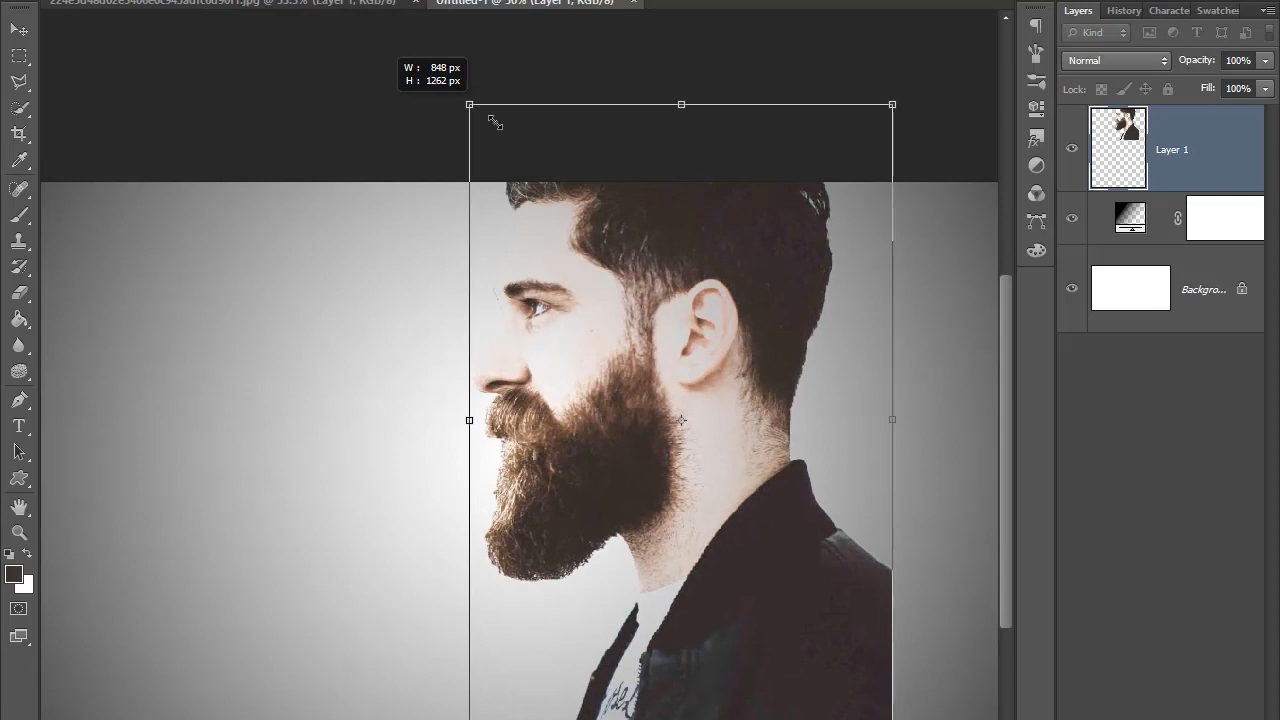 Untitled-1 @ 50% (Layer 1, RGB/8)
W : 848 px
H : 1262 px
Layers History Characte Swatches
Kind
Normal Opacity: 100%
Lock: Fill: 100%
Layer 1
Backgro...